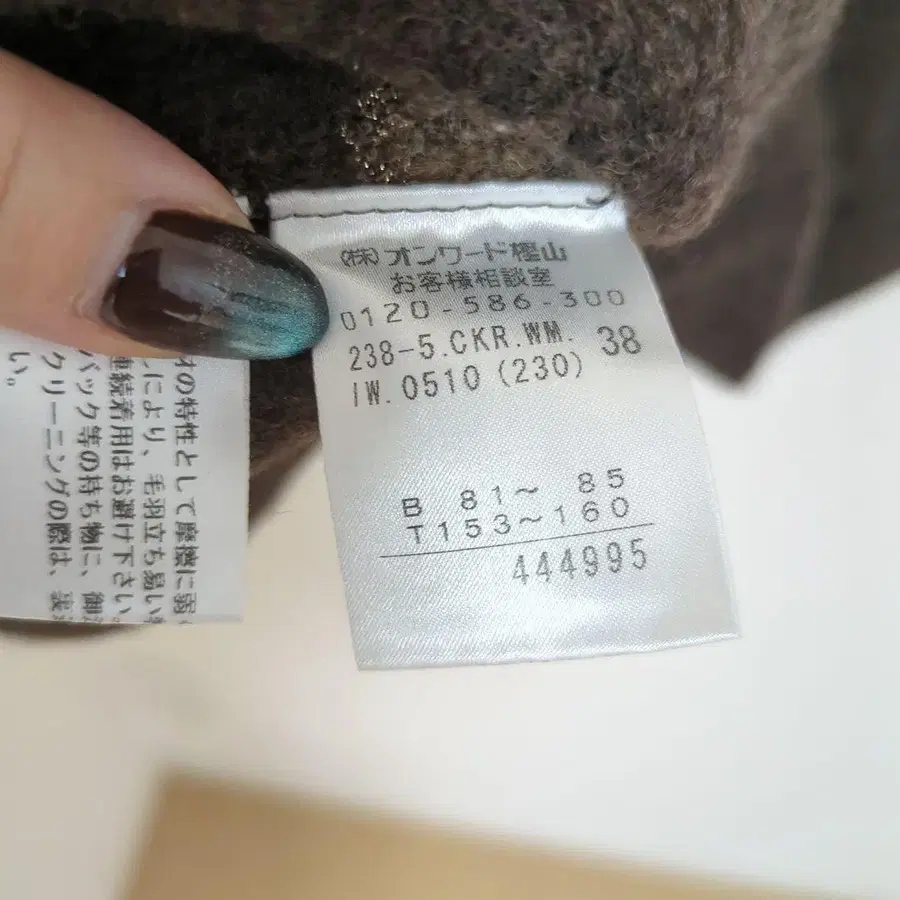 (株)オンワード樫山
お客様相談室
0120-586-300
238-5.CKR.WM. 38
IW.0510 (230)
B 81～ 85
T153～160
444995
の特性として摩擦に弱
により、毛羽立ち易い
連続着用はお避け下さい。
バック等の持ち物に、御
クリーニングの際は、裏
い。